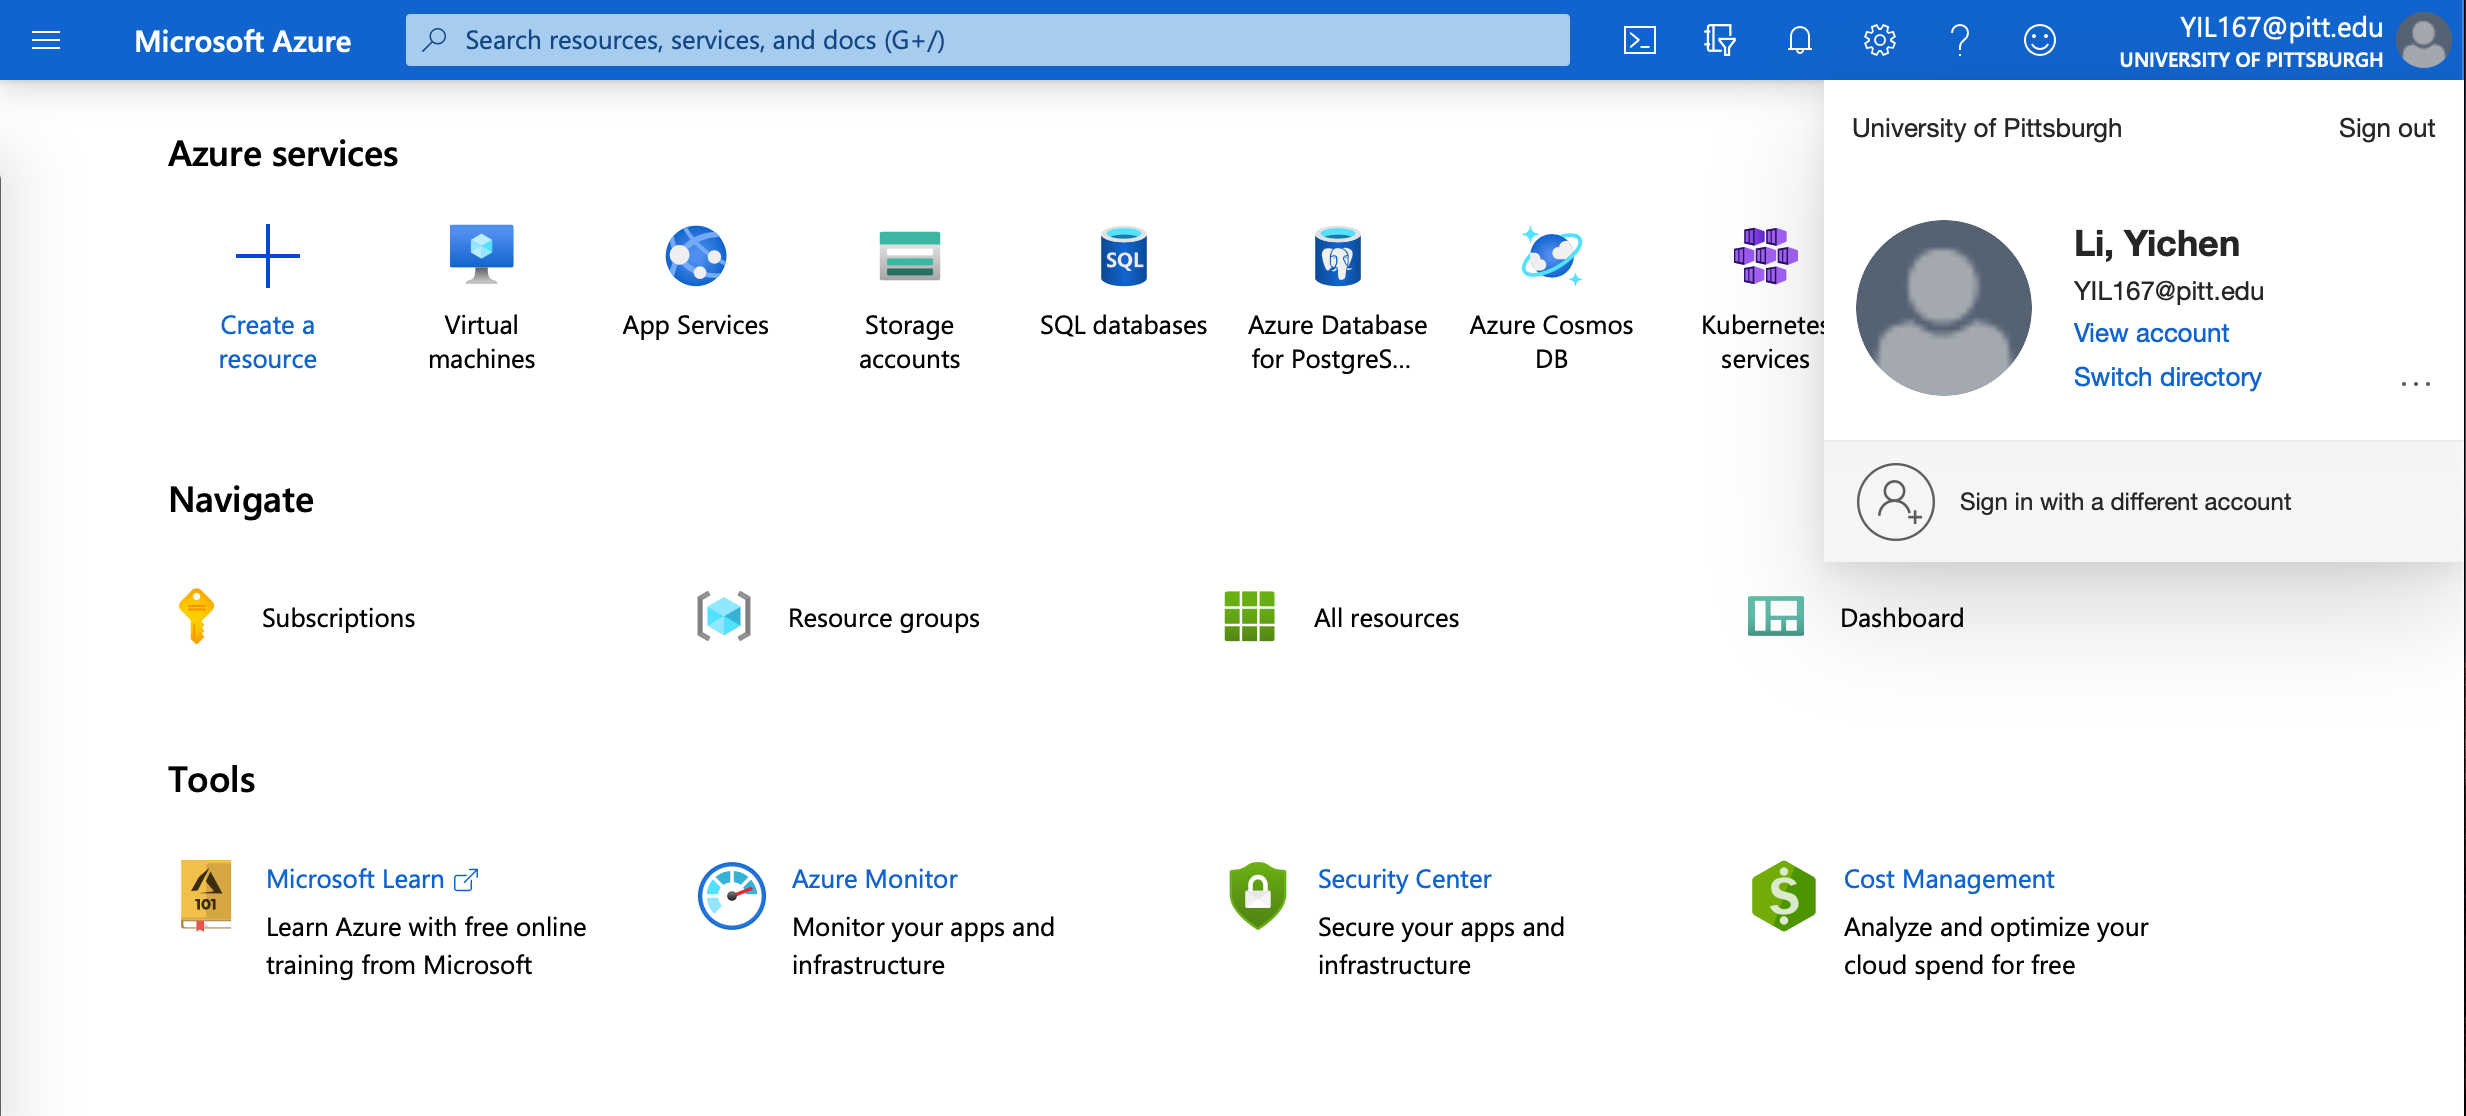 Microsoft Azure
Search resources, services, and docs (G+/)
YIL167@pitt.edu
UNIVERSITY OF PITTSBURGH
University of Pittsburgh
Sign out
Li, Yichen
YIL167@pitt.edu
View account
Switch directory
...
Sign in with a different account
Azure services
Create a
resource
Virtual
machines
App Services
Storage
accounts
SQL
SQL databases
Azure Database
for PostgreS...
Azure Cosmos
DB
Kubernetes
services
Navigate
Subscriptions
Resource groups
All resources
Dashboard
Tools
101
Microsoft Learn
Learn Azure with free online
training from Microsoft
Azure Monitor
Monitor your apps and
infrastructure
Security Center
Secure your apps and
infrastructure
$
Cost Management
Analyze and optimize your
cloud spend for free